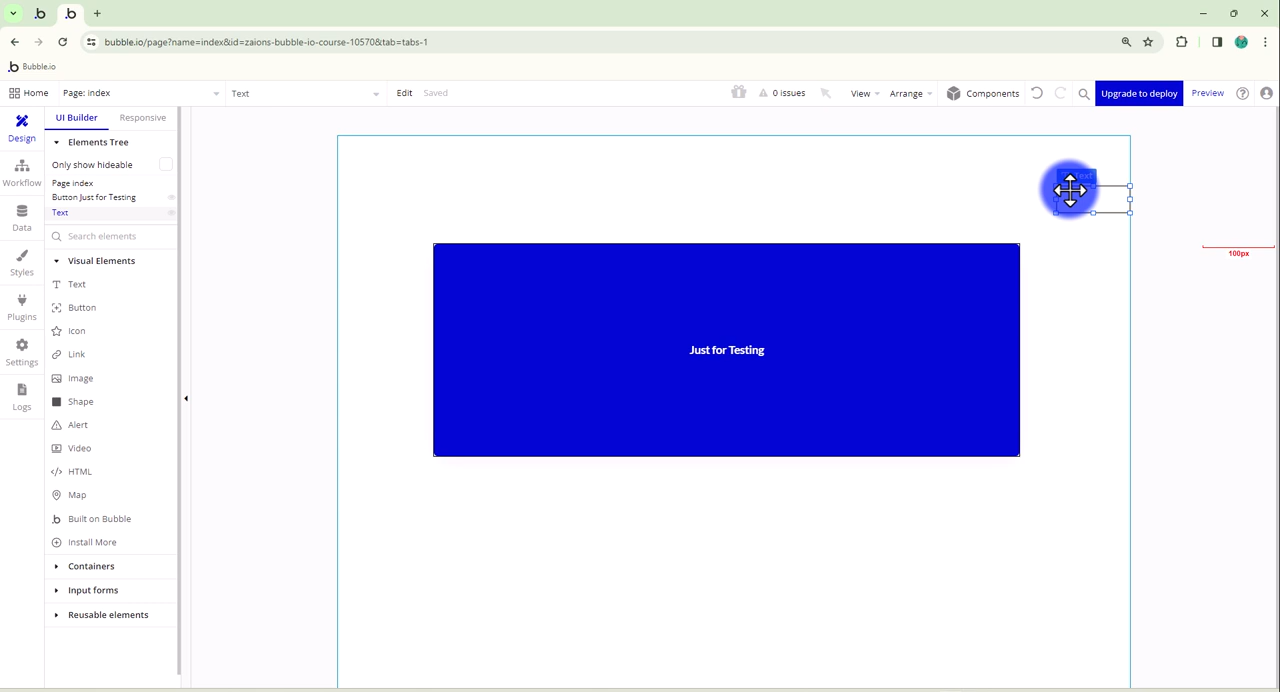 bubble.io/page?name=index&id=zaions-bubble-io-course-10570&tab=tabs-1
Bubble.io
Home Page: index Text Edit Saved 0 issues View Arrange Components Upgrade to deploy Preview
Design
Workflow
Data
Styles
Plugins
Settings
Logs
UI Builder Responsive
Elements Tree
Only show hideable
Page index
Button Just for Testing
Text
Search elements
Visual Elements
Text
Button
Icon
Link
Image
Shape
Alert
Video
HTML
Map
Built on Bubble
Install More
Containers
Input forms
Reusable elements
Text
Just for Testing
100px